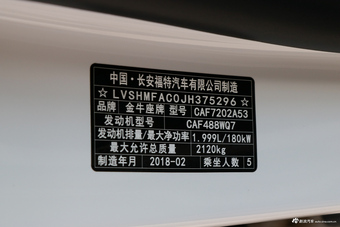 中国·长安福特汽车有限公司制造
☆LVSHMFAC0JH375296☆
品牌 金牛座牌 型号 CAF7202A53
发动机型号 CAF488WQ7
发动机排量/最大净功率 1.999L/180kW
最大允许总质量 2120kg
制造年月 2018-02 乘坐人数 5